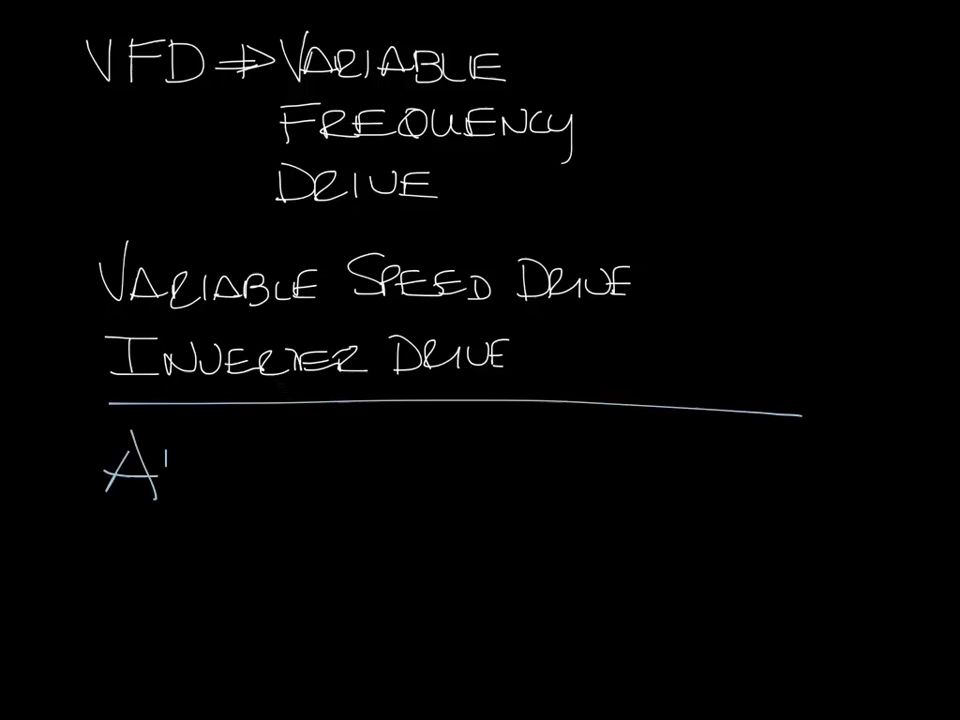 VFD ⇒ VARIABLE
FREQUENCY
DRIVE
VARIABLE SPEED DRIVE
INVERTER DRIVE
A